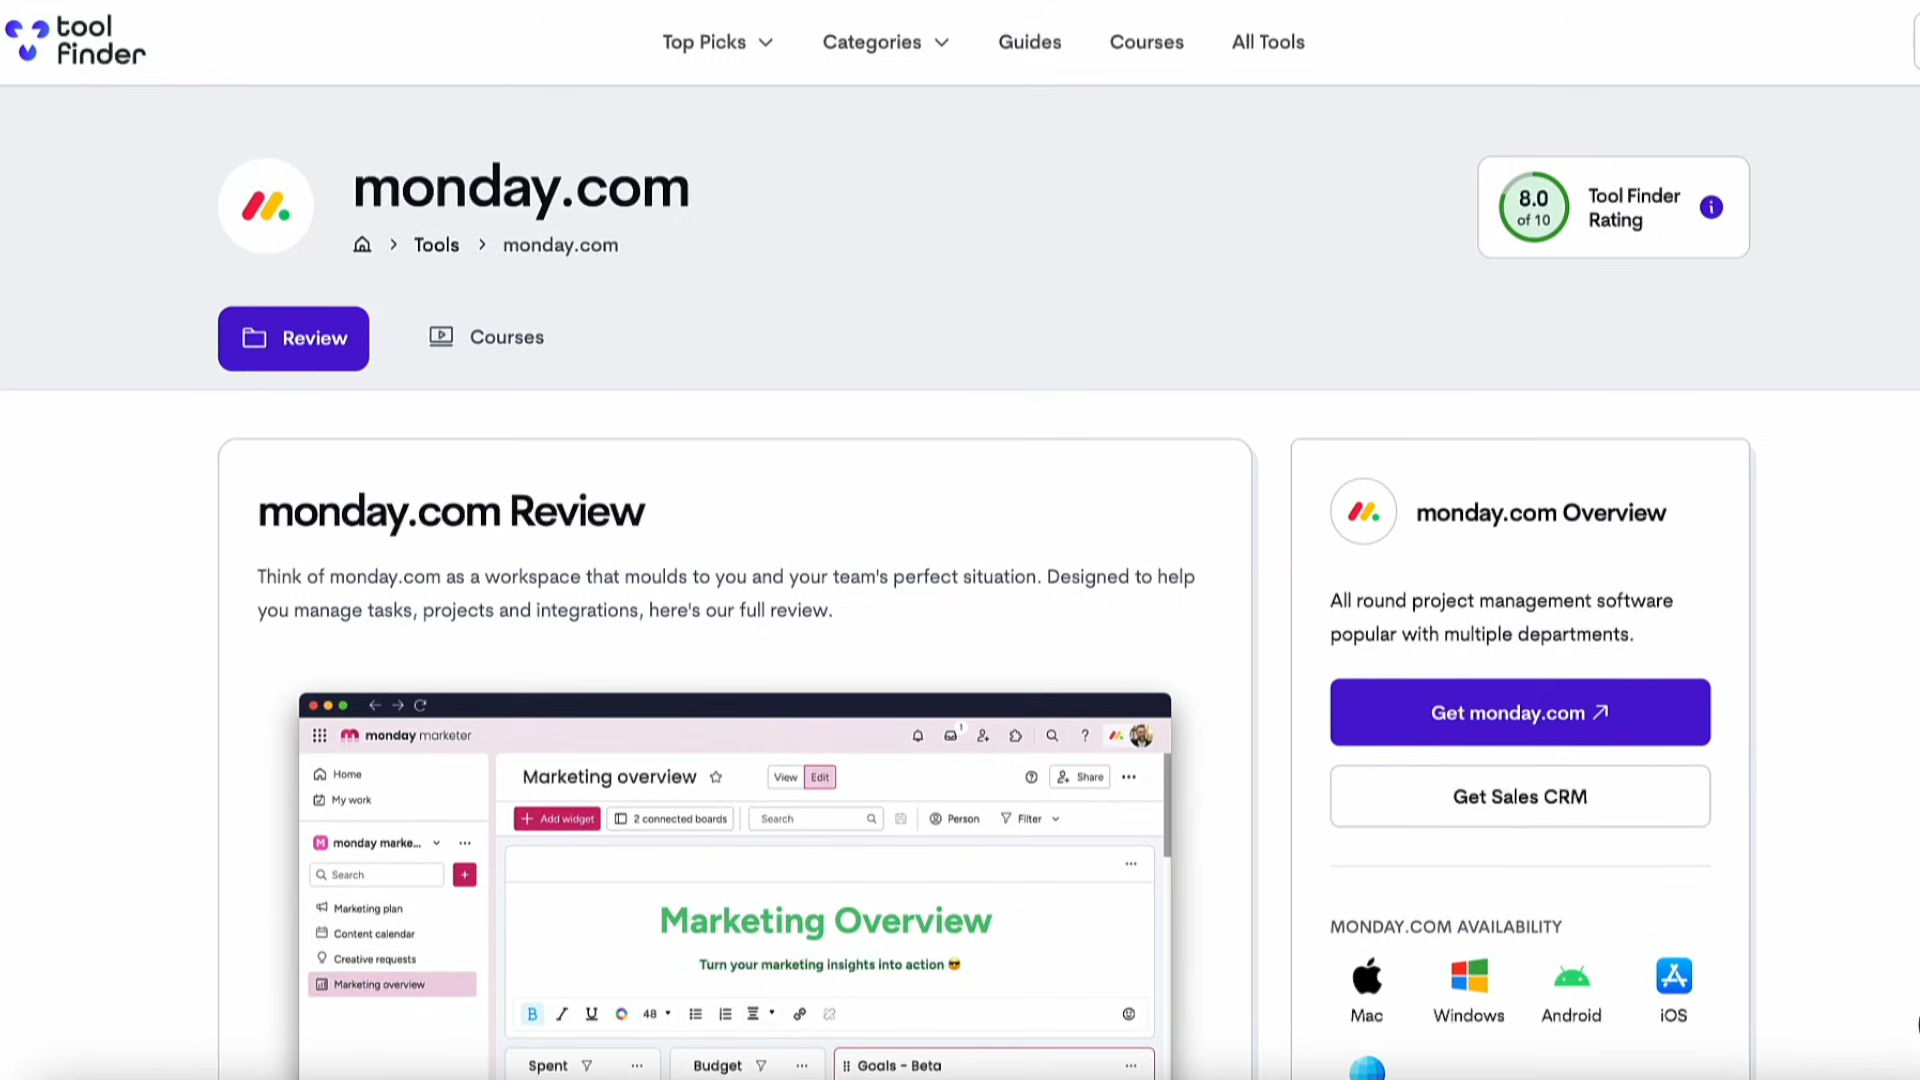 tool
finder
Top Picks
Categories
Guides
Courses
All Tools
monday.com
Tools
monday.com
8.0
of 10
Tool Finder
Rating
Review
Courses
monday.com Review
Think of monday.com as a workspace that moulds to you and your team's perfect situation. Designed to help
you manage tasks, projects and integrations, here's our full review.
monday marketer
1
Home
My work
M monday marke...
Search
Marketing plan
Content calendar
Creative requests
Marketing overview
Marketing overview
View
Edit
Share
Add widget
2 connected boards
Search
Person
Filter
Marketing Overview
Turn your marketing insights into action 😎
B
I
U
48
Spent
Budget
Goals - Beta
monday.com Overview
All round project management software
popular with multiple departments.
Get monday.com
Get Sales CRM
MONDAY.COM AVAILABILITY
Mac
Windows
Android
iOS